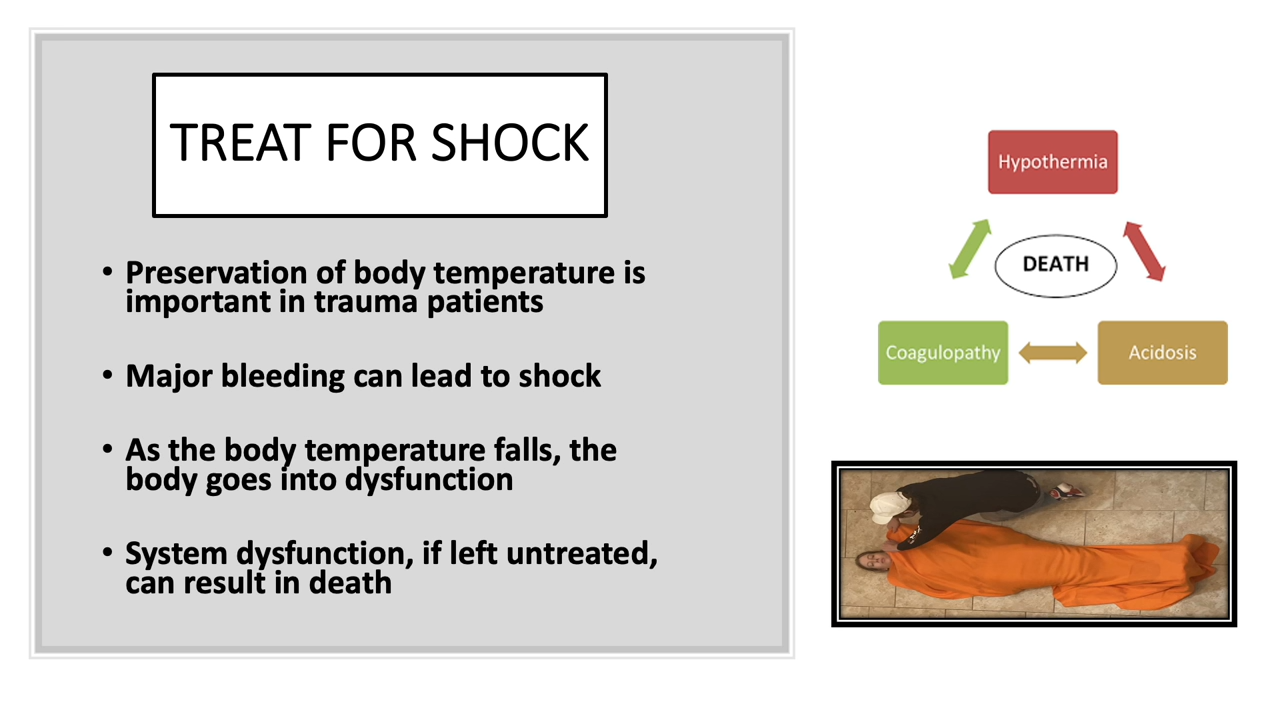 TREAT FOR SHOCK
• Preservation of body temperature is
important in trauma patients
• Major bleeding can lead to shock
• As the body temperature falls, the
body goes into dysfunction
• System dysfunction, if left untreated,
can result in death
Hypothermia
DEATH
Coagulopathy
Acidosis